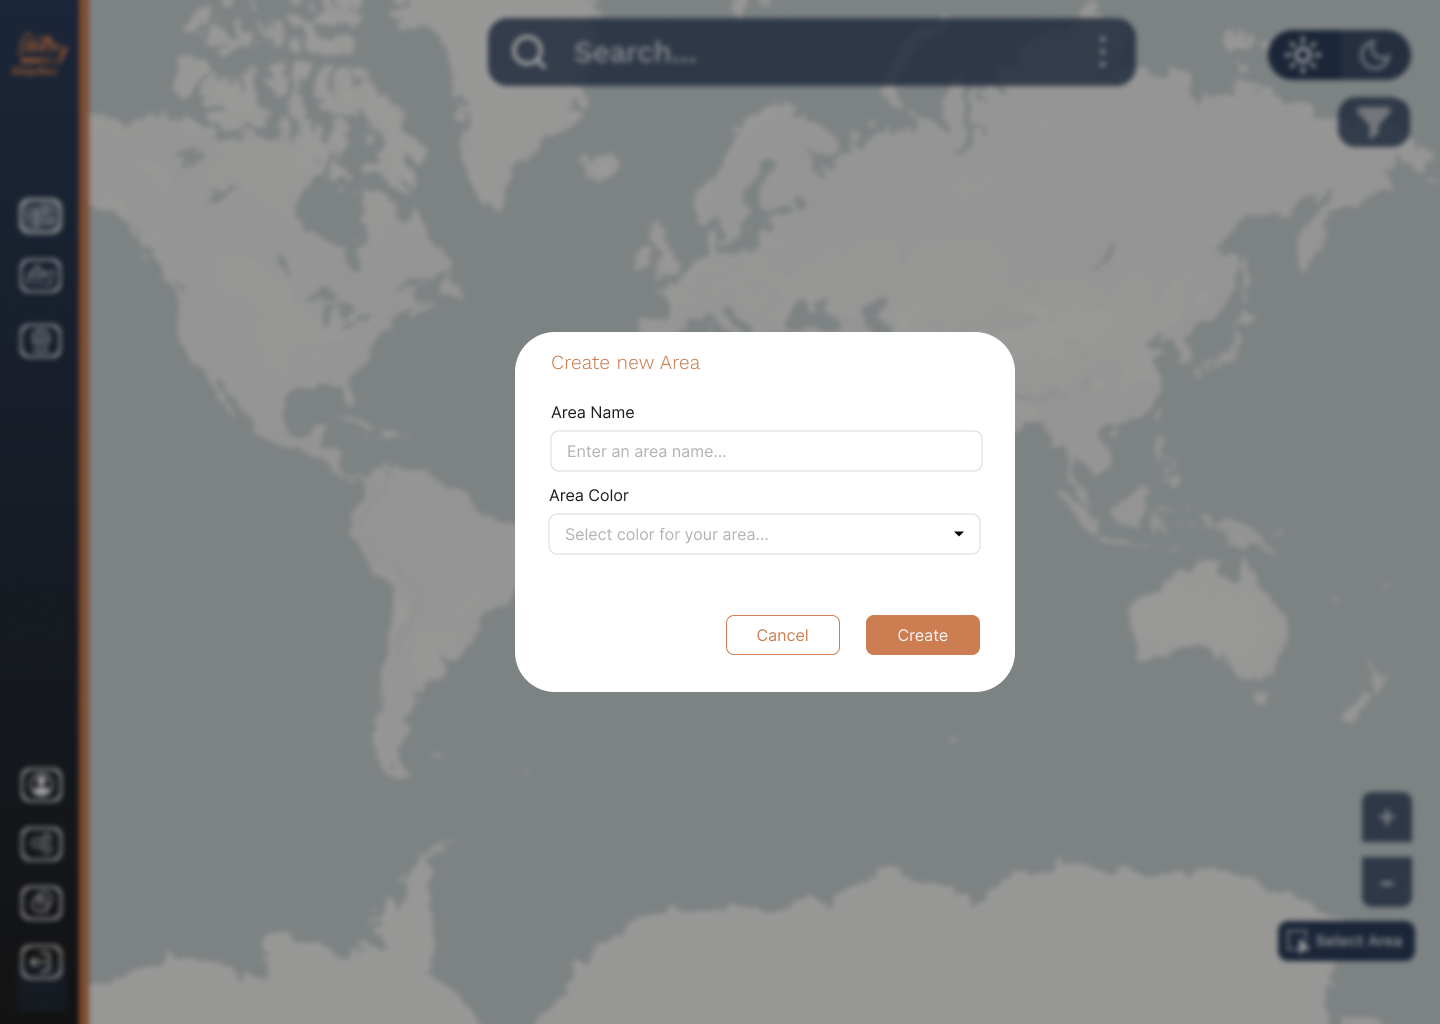 Search...
Create new Area
Area Name
Enter an area name...
Area Color
Select color for your area...
Cancel
Create
+
-
Select Area